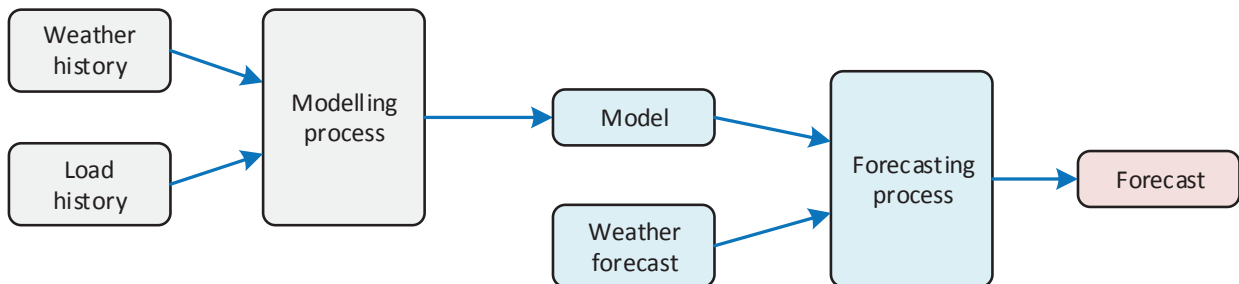 Weather
history
Load
history
Modelling
process
Model
Weather
forecast
Forecasting
process
Forecast